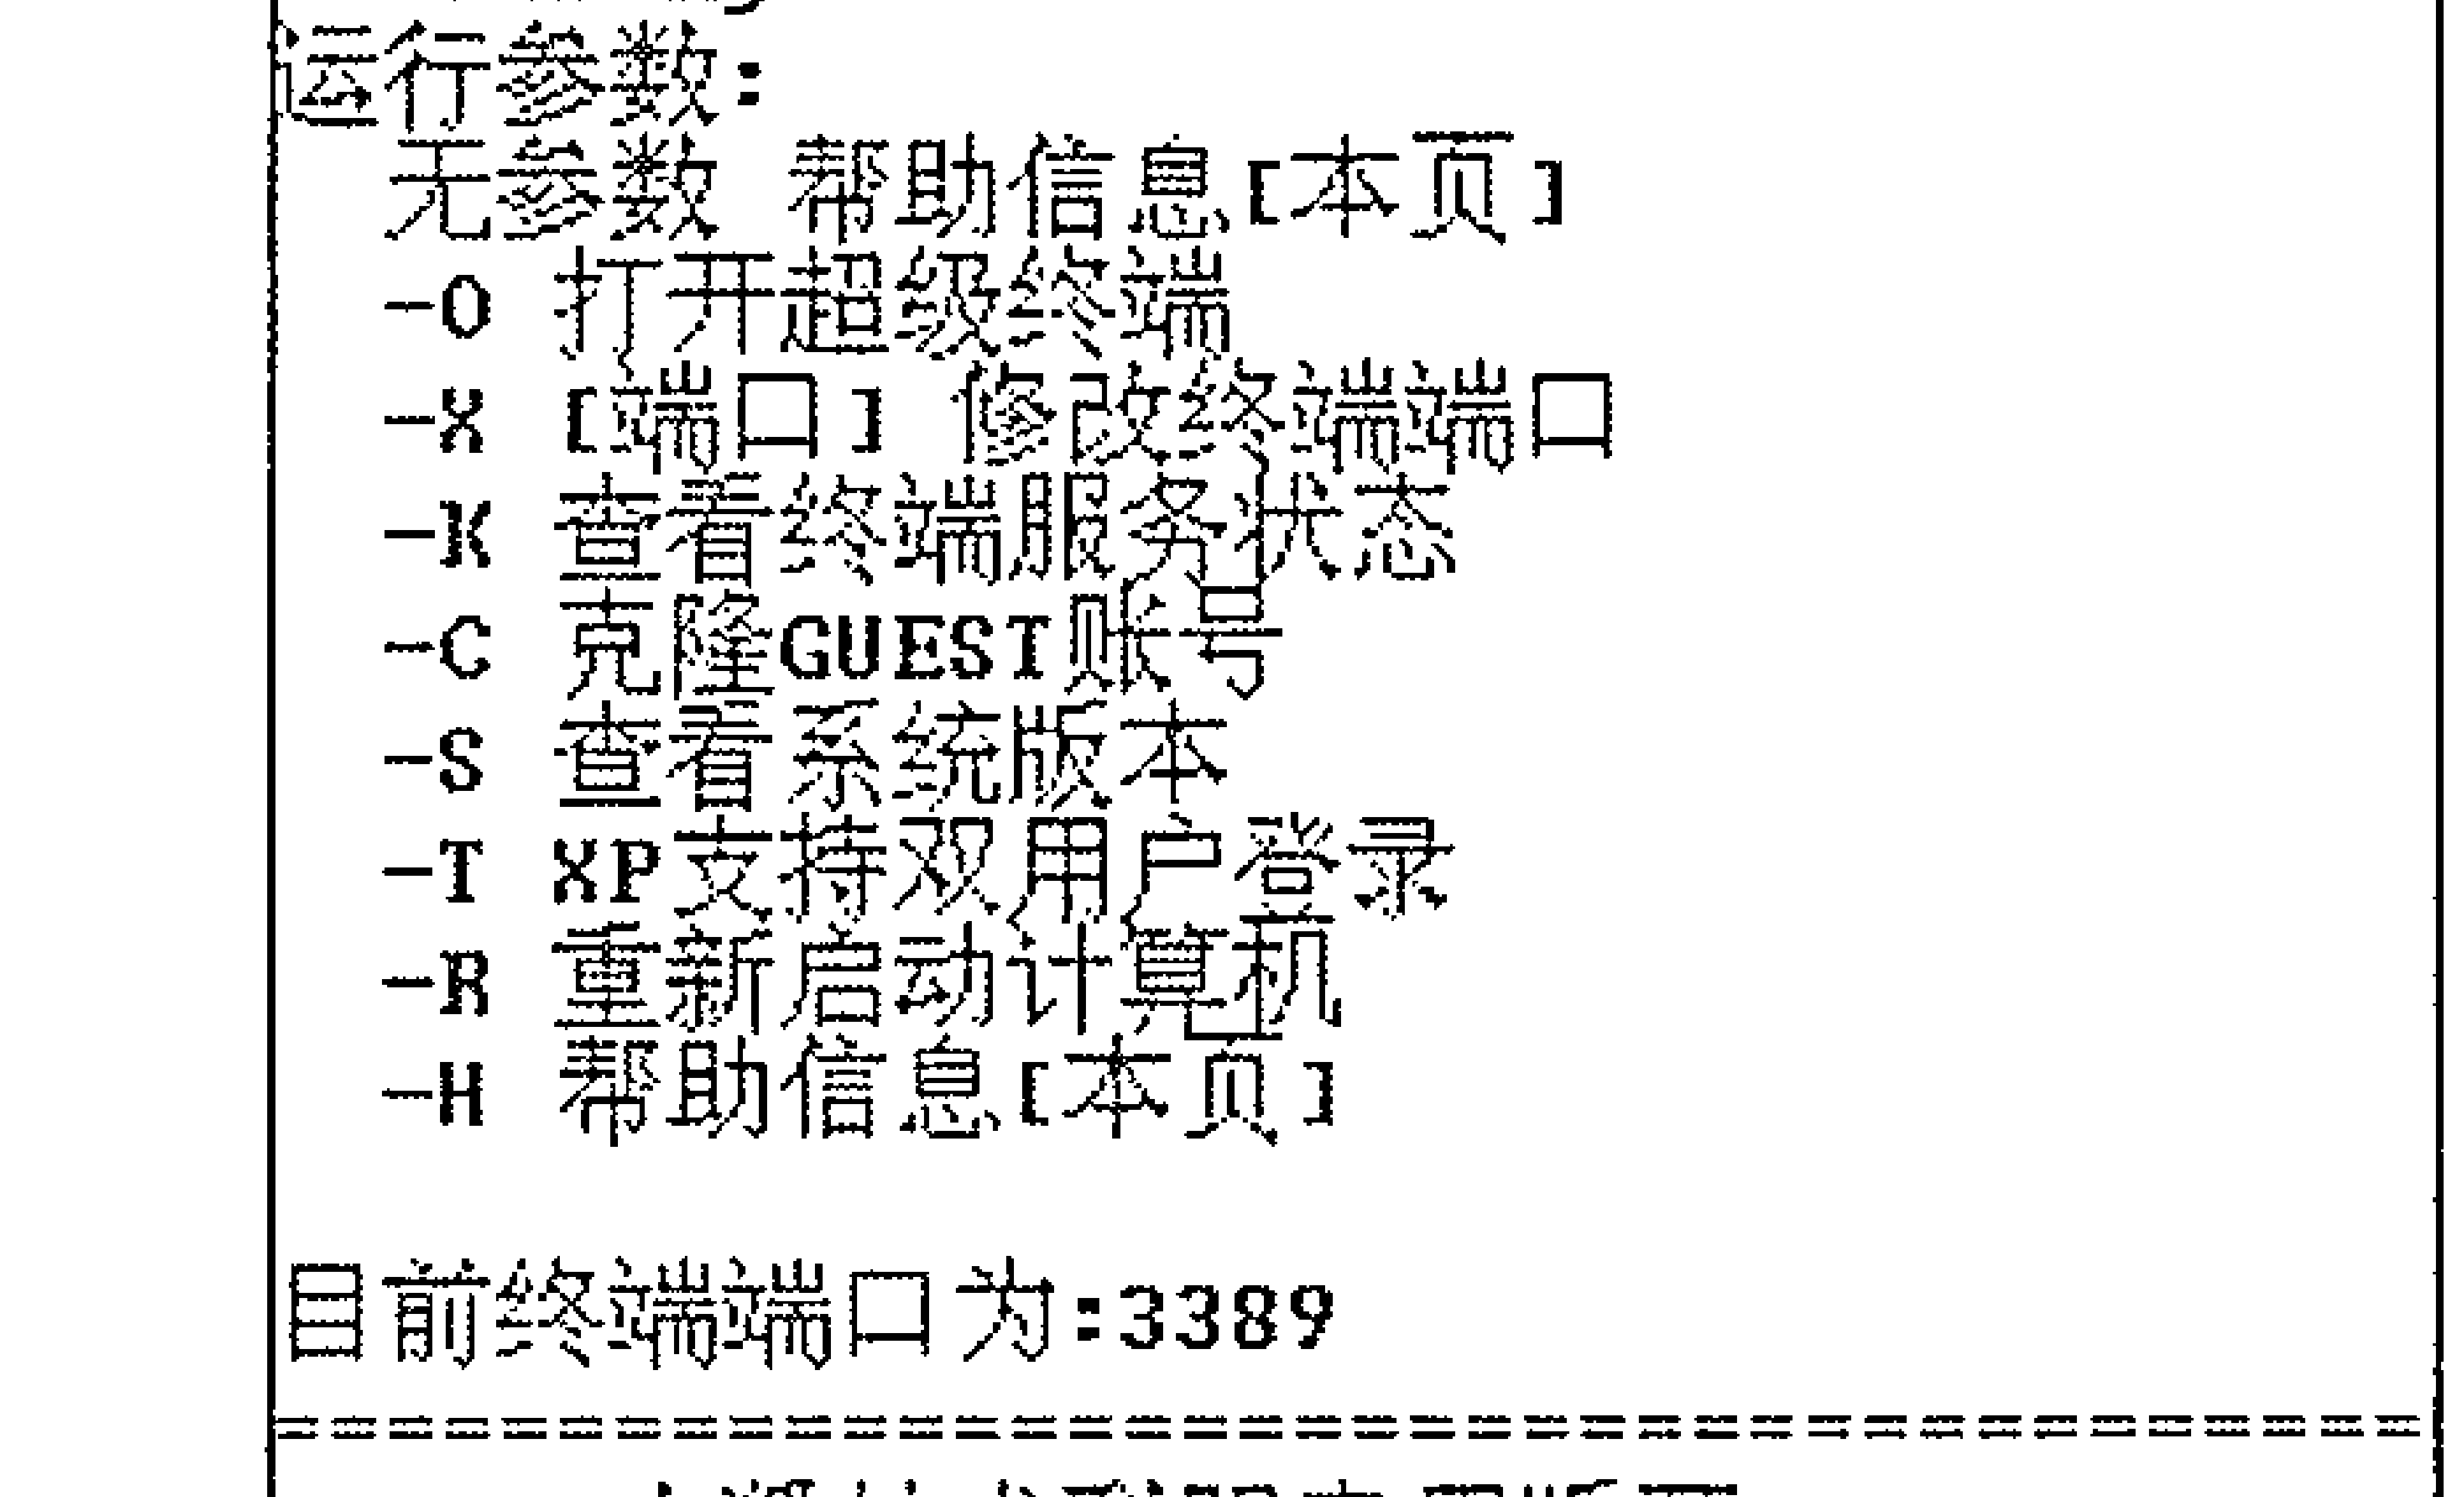 运行参数:
无参数 帮助信息[本页]
-O 打开超级终端
-X [端口] 修改终端端口
-K 查看终端服务状态
-C 克隆GUEST账号
-S 查看系统版本
-T XP支持双用户登录
-R 重新启动计算机
-H 帮助信息[本页]
目前终端端口为:3389
======================================